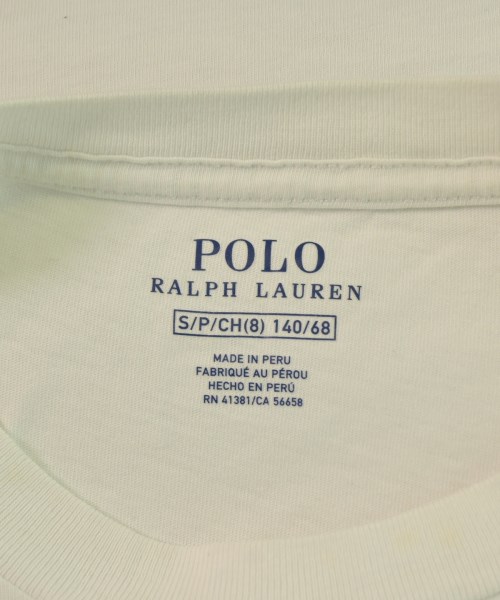 POLO
RALPH LAUREN
S/P/CH(8) 140/68
MADE IN PERU
FABRIQUÉ AU PÉROU
HECHO EN PERÚ
RN 41381/CA 56658